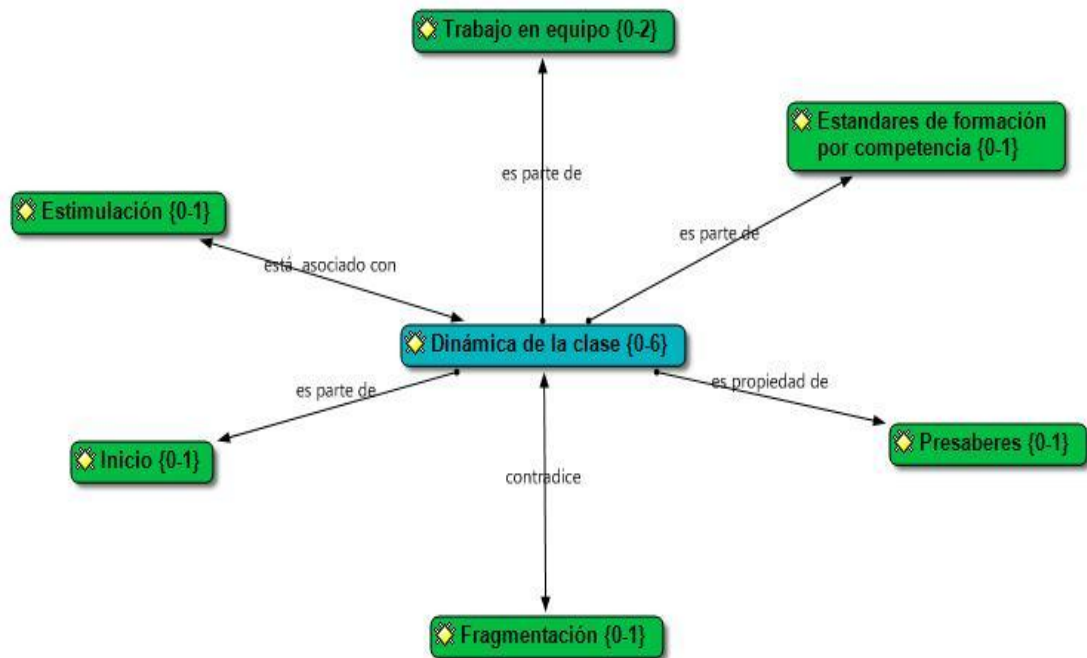 Trabajo en equipo {0-2}
Estandares de formación
por competencia {0-1}
es parte de
Estimulación {0-1}
es parte de
está asociado con
Dinámica de la clase {0-6}
es parte de
es propiedad de
Inicio {0-1}
Presaberes {0-1}
contradice
Fragmentación {0-1}